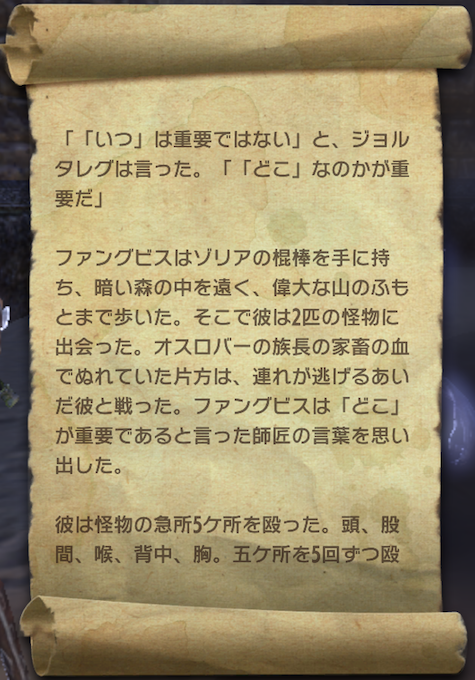 「「いつ」は重要ではない」と、ジョル
タレグは言った。「「どこ」なのかが重
要だ」
ファングビスはゾリアの棍棒を手に持
ち、暗い森の中を遠く、偉大な山のふも
とまで歩いた。そこで彼は2匹の怪物に
出会った。オスロバーの族長の家畜の血
でぬれていた片方は、連れが逃げるあい
だ彼と戦った。ファングビスは「どこ」
が重要であると言った師匠の言葉を思い
出した。
彼は怪物の急所5ケ所を殴った。頭、股
間、喉、背中、胸。五ケ所を5回ずつ殴